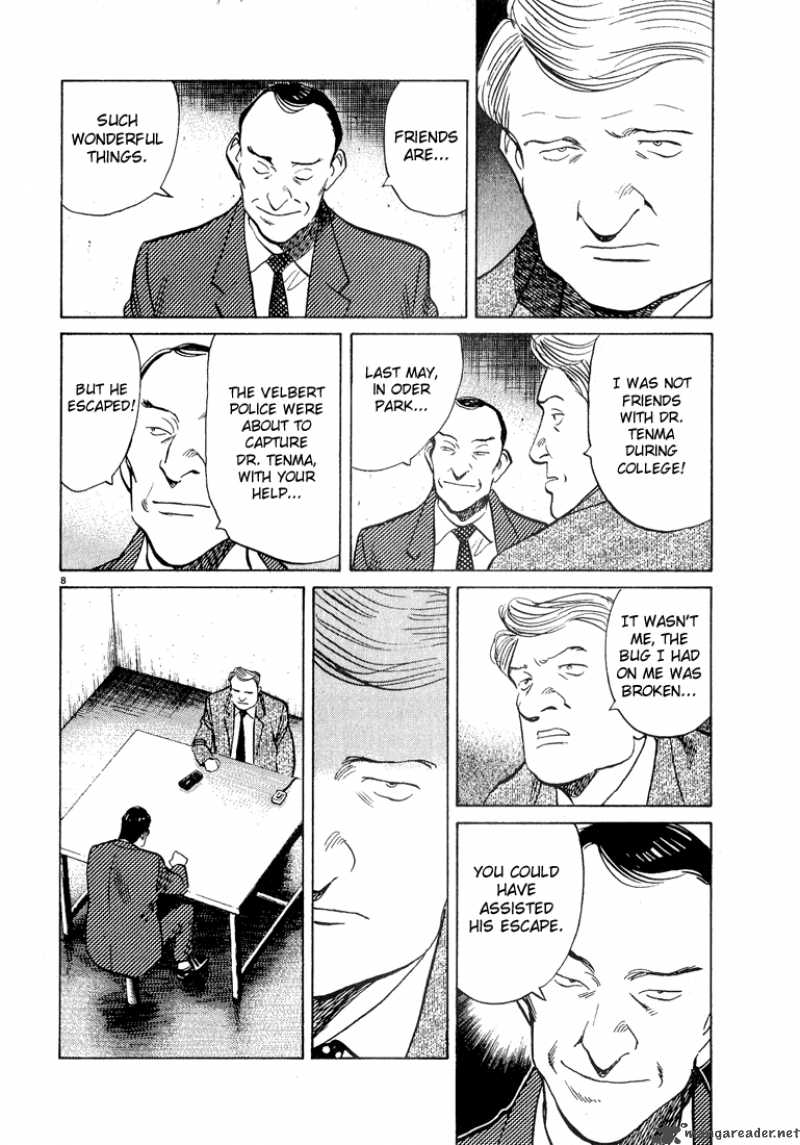 FRIENDS
ARE...
SUCH
WONDERFUL
THINGS.
I WAS NOT
FRIENDS
WITH DR.
TENMA
DURING
COLLEGE!
LAST MAY,
IN ODER
PARK...
THE VELBERT
POLICE WERE
ABOUT TO
CAPTURE
DR. TENMA,
WITH YOUR
HELP...
BUT HE
ESCAPED!
8
IT WASN'T
ME, THE
BUG I HAD
ON ME WAS
BROKEN...
YOU COULD
HAVE
ASSISTED
HIS ESCAPE.
mangareader.net